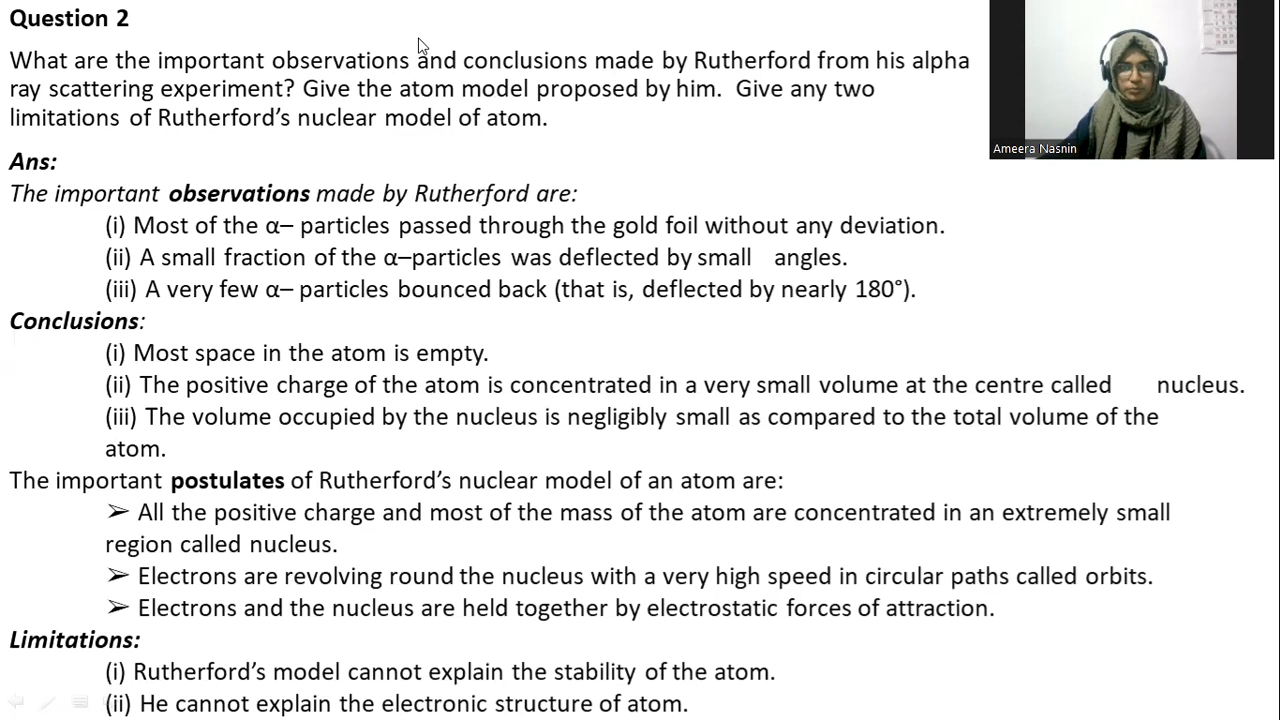 Question 2
What are the important observations and conclusions made by Rutherford from his alpha
ray scattering experiment? Give the atom model proposed by him.  Give any two
limitations of Rutherford’s nuclear model of atom.
Ameera Nasnin
Ans:
The important observations made by Rutherford are:
(i) Most of the α– particles passed through the gold foil without any deviation.
(ii) A small fraction of the α–particles was deflected by small   angles.
(iii) A very few α– particles bounced back (that is, deflected by nearly 180°).
Conclusions:
(i) Most space in the atom is empty.
(ii) The positive charge of the atom is concentrated in a very small volume at the centre called      nucleus.
(iii) The volume occupied by the nucleus is negligibly small as compared to the total volume of the
atom.
The important postulates of Rutherford’s nuclear model of an atom are:
➢ All the positive charge and most of the mass of the atom are concentrated in an extremely small
region called nucleus.
➢ Electrons are revolving round the nucleus with a very high speed in circular paths called orbits.
➢ Electrons and the nucleus are held together by electrostatic forces of attraction.
Limitations:
(i) Rutherford’s model cannot explain the stability of the atom.
(ii) He cannot explain the electronic structure of atom.